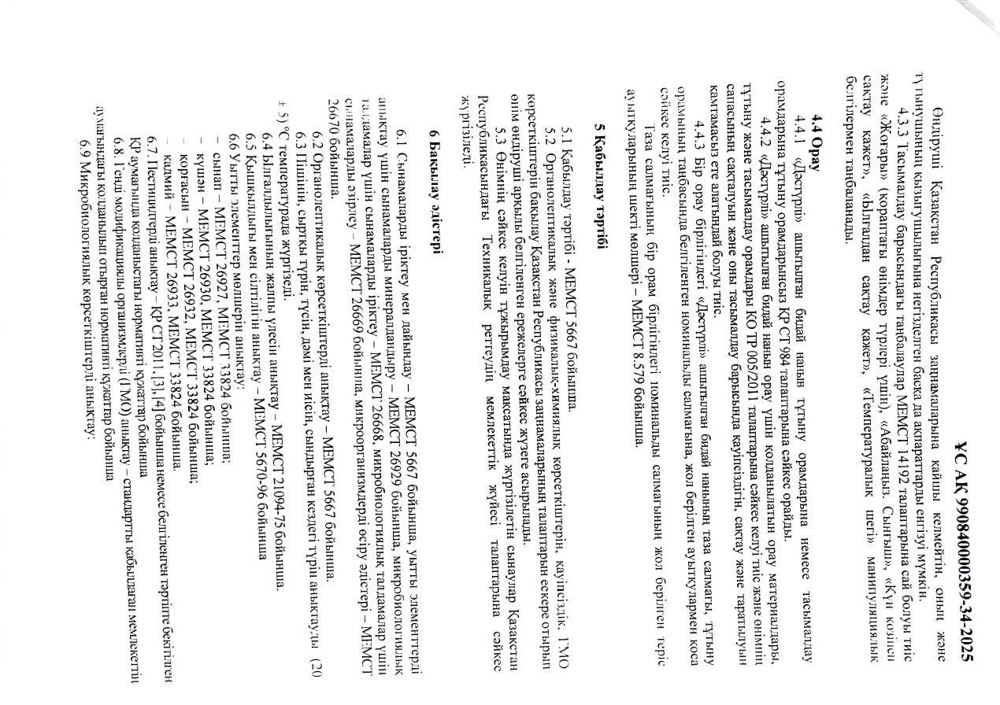 ҰС АҚ 990840000359-34-2025
Өндіруші Қазақстан Республикасы заңнамаларына қайшы келмейтін, оның және
тұтынушының қызығушылығына негізделген басқа да ақпараттарды енгізуі мүмкін.
4.3.3 Тасымалдау барысындағы таңбалаулар МЕМСТ 14192 талаптарына сай болуы тиіс
және «Жоғары» (қораптағы өнімдер түрлері үшін), «Абайлаңыз. Сынғыш», «Күн көзінен
сақтау қажет», «Ылғалдан сақтау қажет», «Температуралық шегі» манипуляциялық
белгілермен таңбаланады.
4.4 Орау
4.4.1 «Дәстүрлі» ашытылған бидай нанын тұтыну орамдарына немесе тасымалдау
орамдарына тұтыну орамдарынсыз ҚР СТ 984 талаптарына сәйкес орайды.
4.4.2 «Дәстүрлі» ашытылған бидай нанын орау үшін қолданылатын орау материалдары,
тұтыну және тасымалдау орамдары КО ТР 005/2011 талаптарына сәйкес келуі тиіс және өнімнің
сапасының сақталуын және оны тасымалдау барысында қауіпсіздігін, сақтау және таратылуын
қамтамасыз ете алатындай болуы тиіс.
4.4.3 Бір орау бірлігіндегі «Дәстүрлі» ашытылған бидай нанының таза салмағы, тұтыну
орамының таңбасында белгіленген номинальды салмағына, жол берілген ауытқулармен қоса
сәйкес келуі тиіс.
Таза салмағының бір орам бірлігіндегі номинальды салмағының жол берілген теріс
ауытқуларының шекті мөлшері – МЕМСТ 8.579 бойынша.
5 Қабылдау тәртібі
5.1 Қабылдау тәртібі - МЕМСТ 5667 бойынша.
5.2 Органолептикалық және физикалық-химиялық көрсеткіштерін, қауіпсіздік, ГМО
көрсеткіштерін бақылау Қазақстан Республикасы заңнамаларының талаптарын ескере отырып
өнім өндіруші арқылы белгіленген ережелерге сәйкес жүзеге асырылады.
5.3 Өнімнің сәйкес келуін тұжырымдау мақсатында жүргізілетін сынаулар Қазақстан
Республикасындағы Техникалық реттеудің мемлекеттік жүйесі талаптарына сәйкес
жүргізіледі.
6 Бақылау әдістері
6.1 Сынамаларды іріктеу мен дайындау – МЕМСТ 5667 бойынша, уытты элементтерді
анықтау үшін сынамаларды минералдандыру – МЕМСТ 26929 бойынша, микробиологиялық
талдамалар үшін сынамаларды іріктеу – МЕМСТ 26668, микробиологиялық талдамалар үшін
сынамаларды әзірлеу – МЕМСТ 26669 бойынша, микроорганизмдерді өсіру әдістері – МЕМСТ
26670 бойынша.
6.2 Органолептикалық көрсеткіштерді анықтау – МЕМСТ 5667 бойынша.
6.3 Пішінін, сыртқы түрін, түсін, дәмі мен иісін, сындырған кездегі түрін анықтауды (20
± 5) °С температурада жүргізеді.
6.4 Ылғалдылығының жалпы үлесін анықтау – МЕМСТ 21094-75 бойынша.
6.5 Қышқылдығы мен сілтілігін анықтау – МЕМСТ 5670-96 бойынша
6.6 Уытты элементтер мөлшерін анықтау:
– сынап – МЕМСТ 26927, МЕМСТ 33824 бойынша;
– күшән – МЕМСТ 26930, МЕМСТ 33824 бойынша;
– қорғасын – МЕМСТ 26932, МЕМСТ 33824 бойынша;
– кадмий – МЕМСТ 26933, МЕМСТ 33824 бойынша.
6.7. Пестицидтерді анықтау – ҚР СТ 2011, [3], [4] бойынша немесе белгіленген тәртіпте бекітілген
ҚР аумағында қолданыстағы нормативті құжаттар бойынша
6.8. Генді модификациялы организмдерді (ГМО) анықтау – стандартты қабылдаған мемлекеттің
аумағындағы қолданылып отырған нормативті құжаттар бойынша
6.9 Микробиологиялық көрсеткіштерді анықтау: